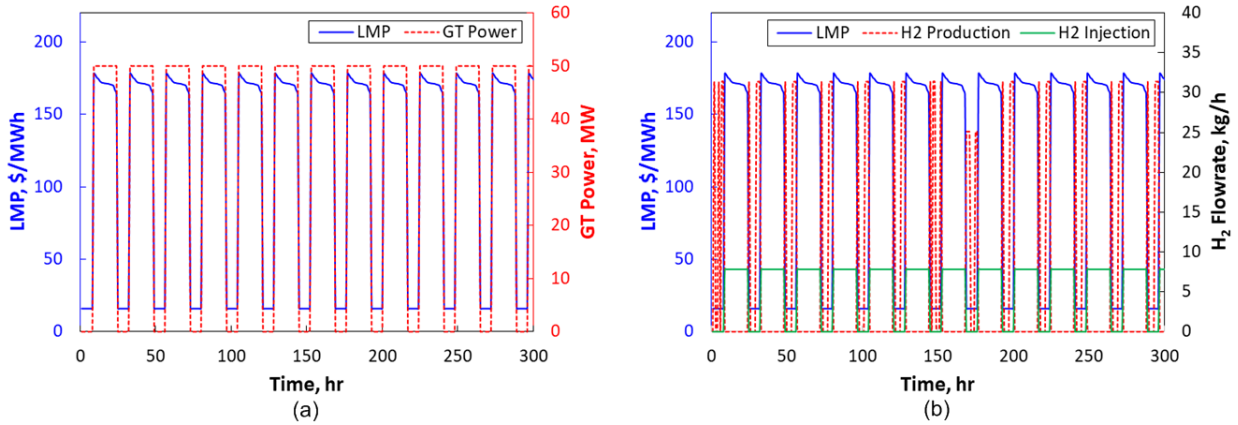 LMP GT Power
LMP, $/MWh
200
150
100
50
0
60
50
40
30
20
10
0
GT Power, MW
0 50 100 150 200 250 300
Time, hr
(a)
LMP H2 Production H2 Injection
LMP, $/MWh
200
150
100
50
0
40
35
30
25
20
15
10
5
0
H2 Flowrate, kg/h
0 50 100 150 200 250 300
Time, hr
(b)